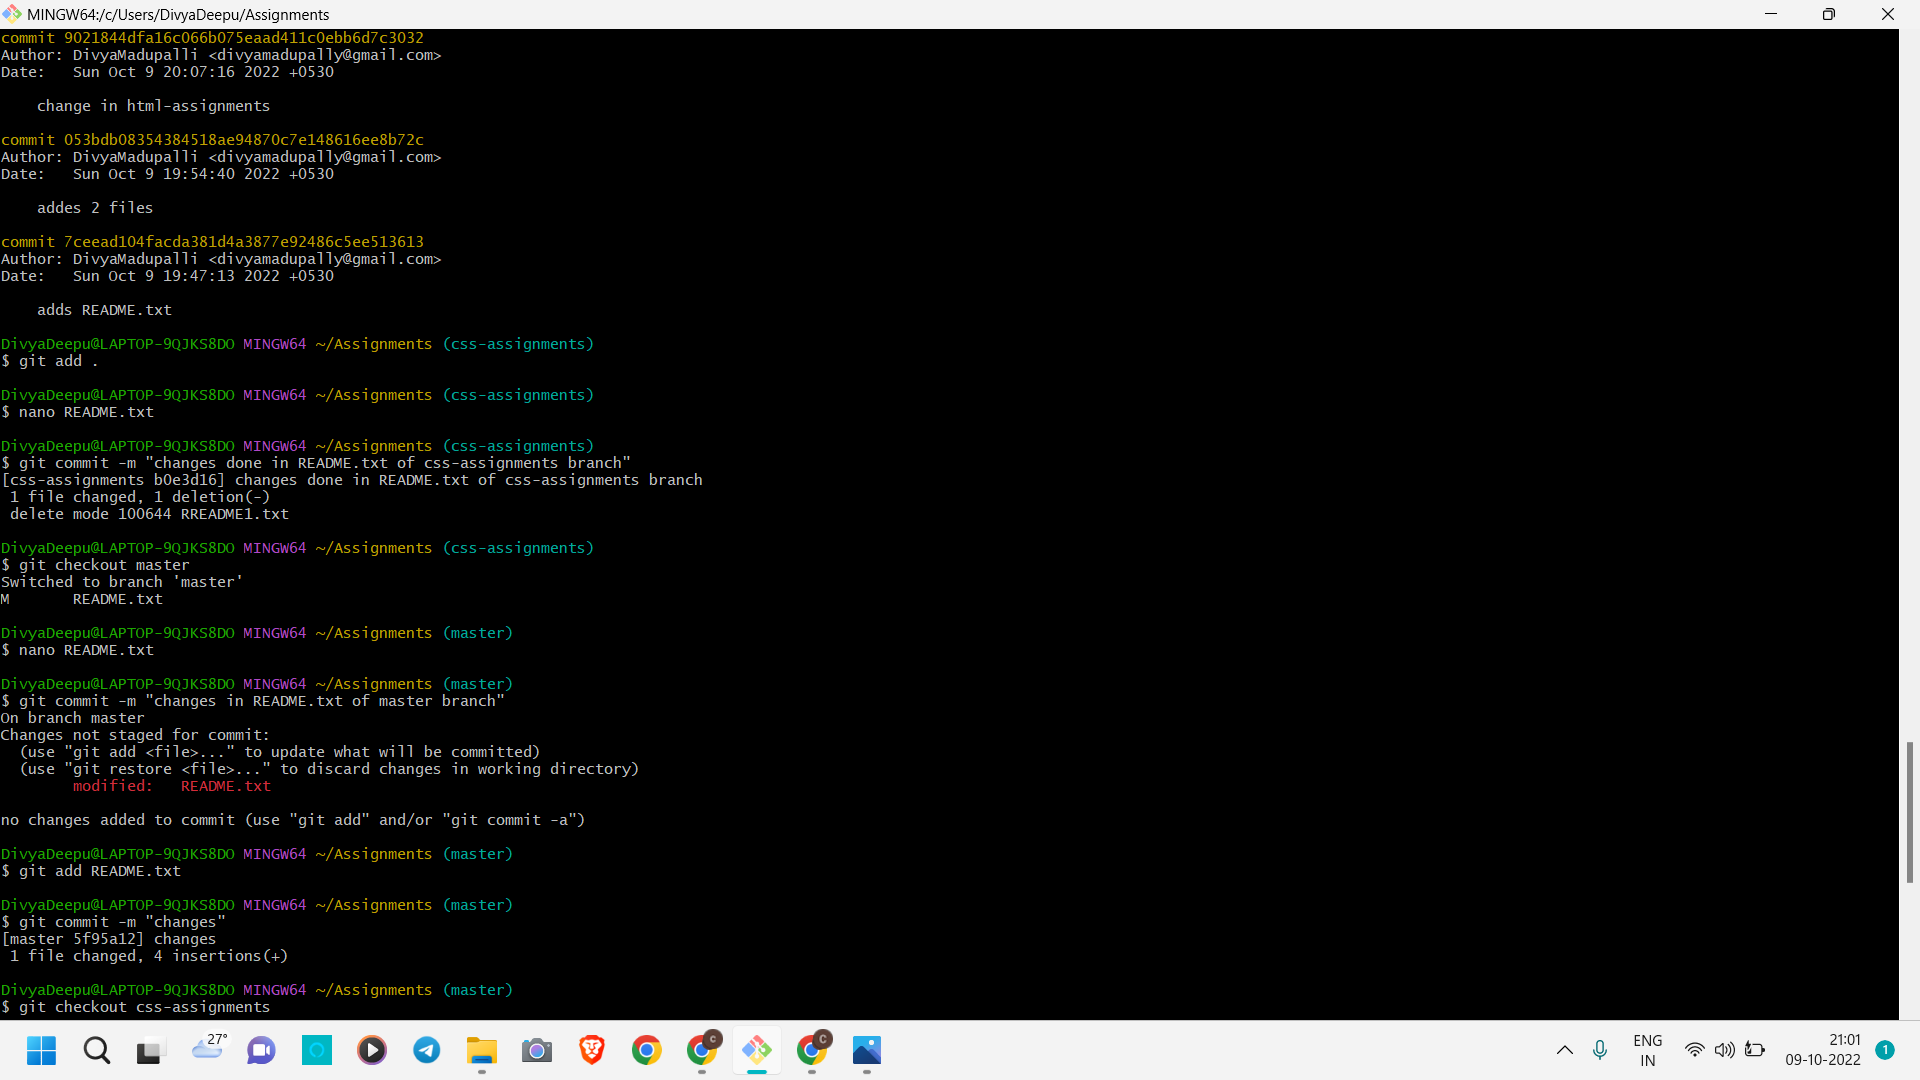 MINGW64:/c/Users/DivyaDeepu/Assignments
commit 9021844dfa16c066b075eaad411c0ebb6d7c3032
Author: DivyaMadupalli <divyamadupally@gmail.com>
Date:   Sun Oct 9 20:07:16 2022 +0530
change in html-assignments
commit 053bdb08354384518ae94870c7e148616ee8b72c
Author: DivyaMadupalli <divyamadupally@gmail.com>
Date:   Sun Oct 9 19:54:40 2022 +0530
addes 2 files
commit 7ceead104facda381d4a3877e92486c5ee513613
Author: DivyaMadupalli <divyamadupally@gmail.com>
Date:   Sun Oct 9 19:47:13 2022 +0530
adds README.txt
DivyaDeepu@LAPTOP-9QJKS8DO MINGW64 ~/Assignments (css-assignments)
$ git add .
DivyaDeepu@LAPTOP-9QJKS8DO MINGW64 ~/Assignments (css-assignments)
$ nano README.txt
DivyaDeepu@LAPTOP-9QJKS8DO MINGW64 ~/Assignments (css-assignments)
$ git commit -m "changes done in README.txt of css-assignments branch"
[css-assignments b0e3d16] changes done in README.txt of css-assignments branch
1 file changed, 1 deletion(-)
delete mode 100644 RREADME1.txt
DivyaDeepu@LAPTOP-9QJKS8DO MINGW64 ~/Assignments (css-assignments)
$ git checkout master
Switched to branch 'master'
M       README.txt
DivyaDeepu@LAPTOP-9QJKS8DO MINGW64 ~/Assignments (master)
$ nano README.txt
DivyaDeepu@LAPTOP-9QJKS8DO MINGW64 ~/Assignments (master)
$ git commit -m "changes in README.txt of master branch"
On branch master
Changes not staged for commit:
(use "git add <file>..." to update what will be committed)
(use "git restore <file>..." to discard changes in working directory)
modified:   README.txt
no changes added to commit (use "git add" and/or "git commit -a")
DivyaDeepu@LAPTOP-9QJKS8DO MINGW64 ~/Assignments (master)
$ git add README.txt
DivyaDeepu@LAPTOP-9QJKS8DO MINGW64 ~/Assignments (master)
$ git commit -m "changes"
[master 5f95a12] changes
1 file changed, 4 insertions(+)
DivyaDeepu@LAPTOP-9QJKS8DO MINGW64 ~/Assignments (master)
$ git checkout css-assignments
27°
C
C
ENG
IN
21:01
09-10-2022
1